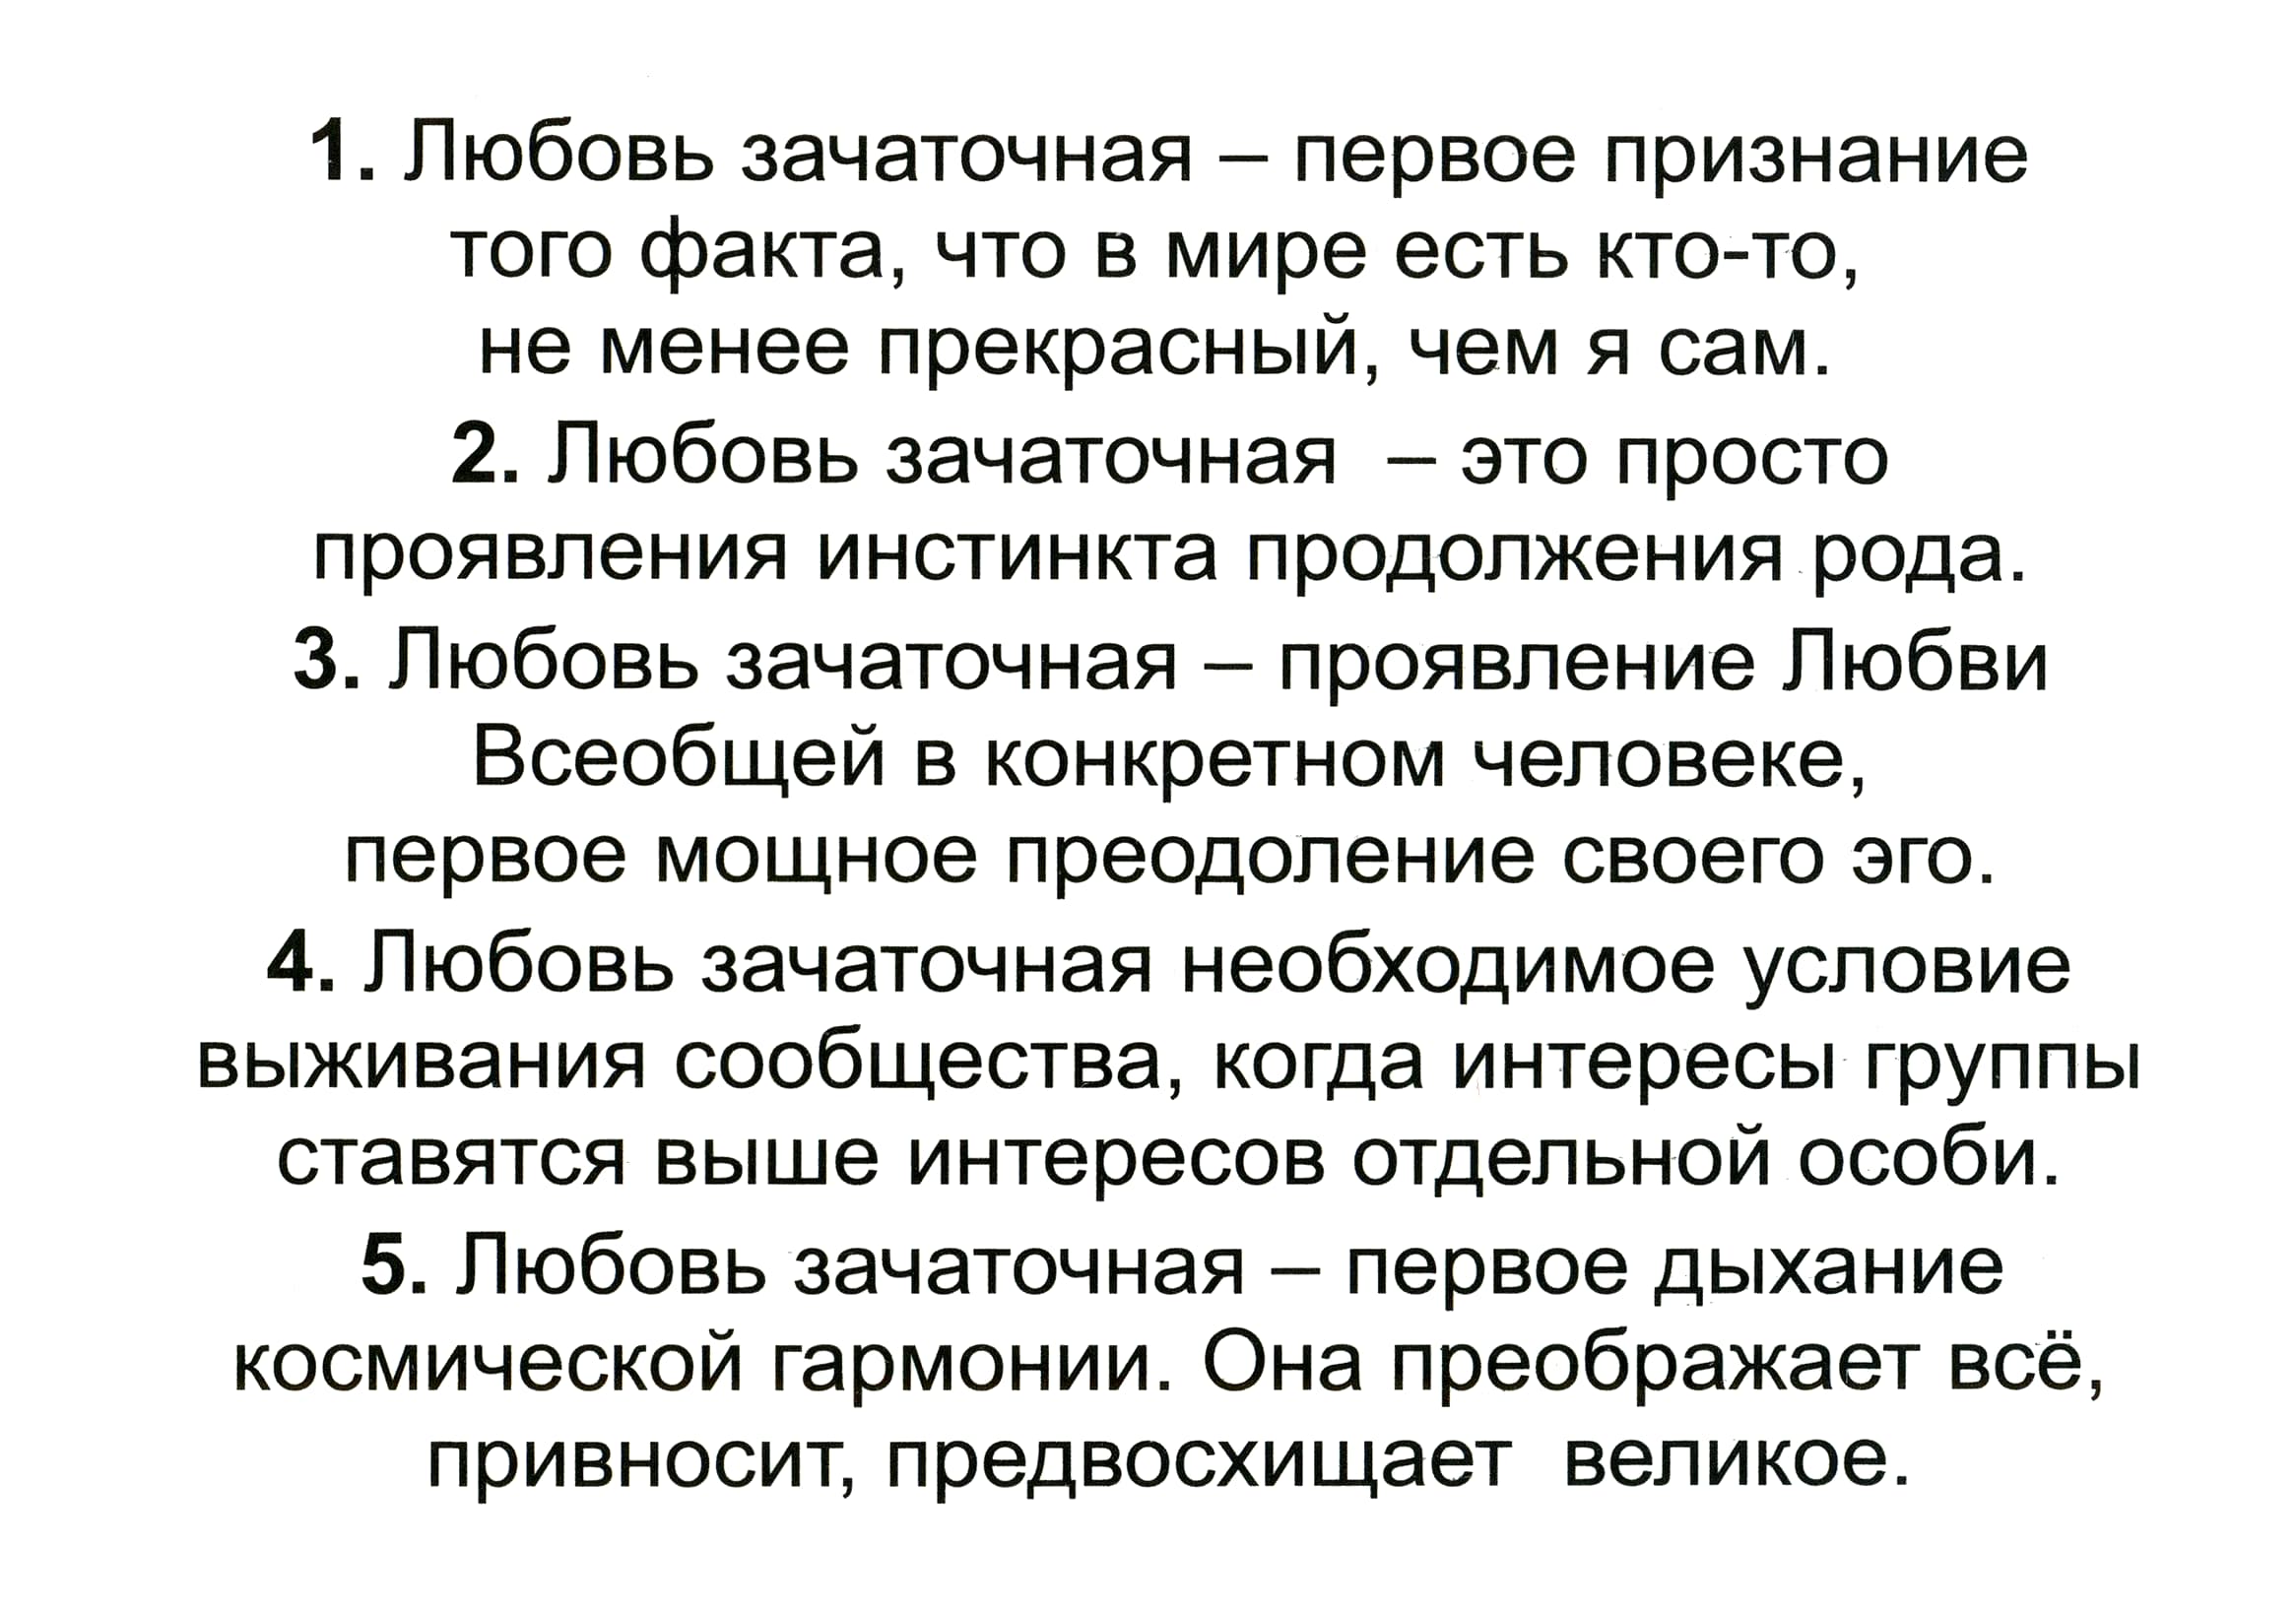 1. Любовь зачаточная – первое признание
того факта, что в мире есть кто-то,
не менее прекрасный, чем я сам.
2. Любовь зачаточная – это просто
проявления инстинкта продолжения рода.
3. Любовь зачаточная – проявление Любви
Всеобщей в конкретном человеке,
первое мощное преодоление своего эго.
4. Любовь зачаточная необходимое условие
выживания сообщества, когда интересы группы
ставятся выше интересов отдельной особи.
5. Любовь зачаточная – первое дыхание
космической гармонии. Она преображает всё,
привносит, предвосхищает великое.